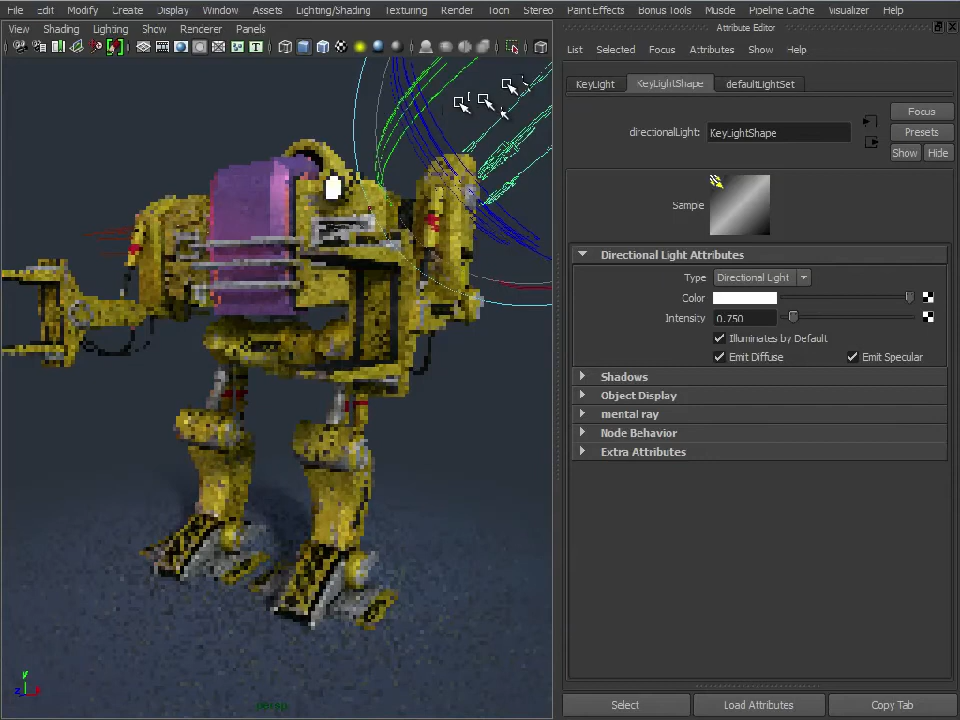 File Edit Modify Create Display Window Assets Lighting/Shading Texturing Render Toon Stereo Paint Effects Bonus Tools Muscle Pipeline Cache Visualizer Help
View Shading Lighting Show Renderer Panels
Attribute Editor
List Selected Focus Attributes Show Help
KeyLight KeyLightShape defaultLightSet
directionalLight: KeyLightShape
Focus
Presets
Show Hide
Sample
Directional Light Attributes
Type Directional Light
Color
Intensity 0.750
Illuminates by Default
Emit Diffuse Emit Specular
Shadows
Object Display
mental ray
Node Behavior
Extra Attributes
y
z x
persp
Select Load Attributes Copy Tab